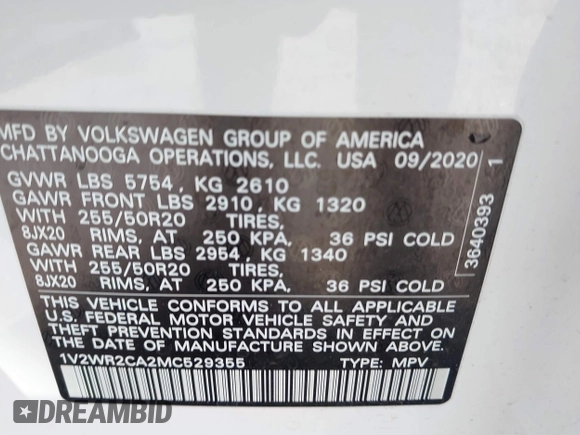 MFD BY VOLKSWAGEN GROUP OF AMERICA
CHATTANOOGA OPERATIONS, LLC. USA 09/2020 1
GVWR LBS 5754, KG 2610
GAWR FRONT LBS 2910, KG 1320
WITH 255/50R20 TIRES,
8JX20 RIMS, AT 250 KPA, 36 PSI COLD
GAWR REAR LBS 2954, KG 1340
WITH 255/50R20 TIRES,
8JX20 RIMS, AT 250 KPA, 36 PSI COLD
THIS VEHICLE CONFORMS TO ALL APPLICABLE
U.S. FEDERAL MOTOR VEHICLE SAFETY AND
THEFT PREVENTION STANDARDS IN EFFECT ON
THE DATE OF MANUFACTURE SHOWN ABOVE.
1V2WR2CA2MC529355 TYPE: MPV
3640393
DREAMBID